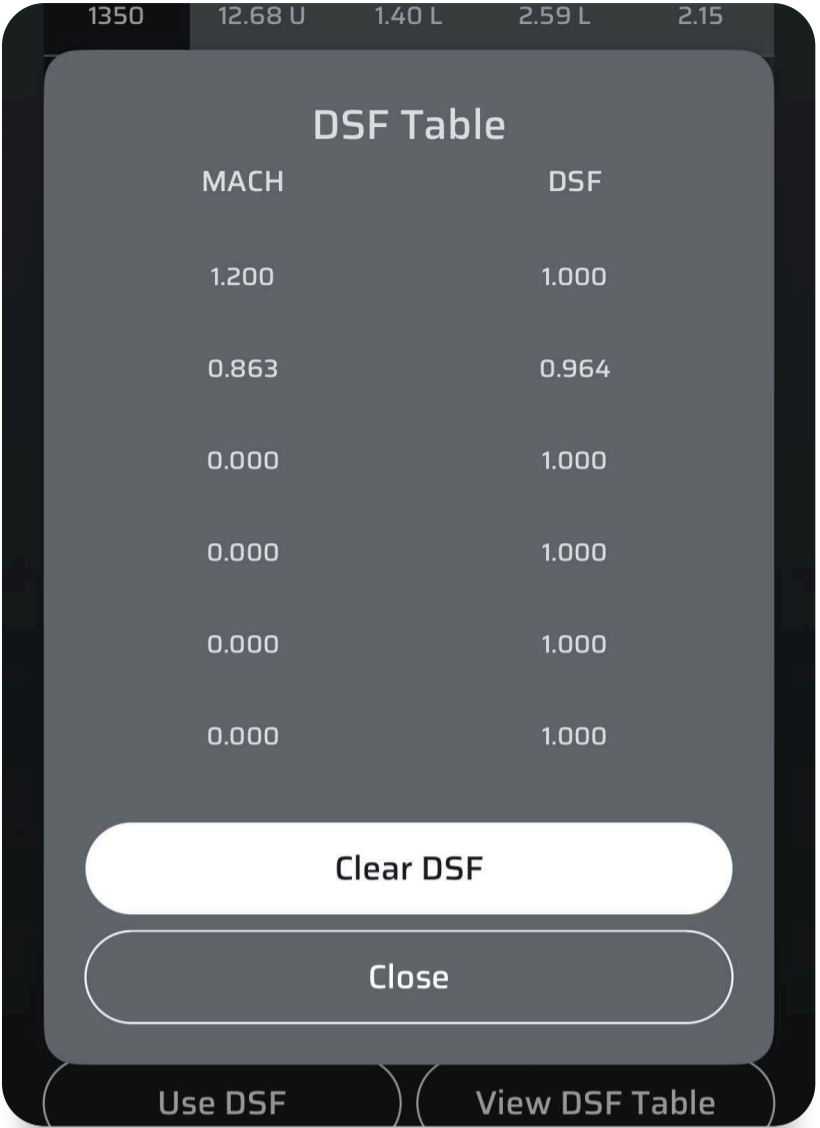 1350 12.68 U 1.40 L 2.59 L 2.15
DSF Table
MACH DSF
1.200 1.000
0.863 0.964
0.000 1.000
0.000 1.000
0.000 1.000
0.000 1.000
Clear DSF
Close
Use DSF View DSF Table